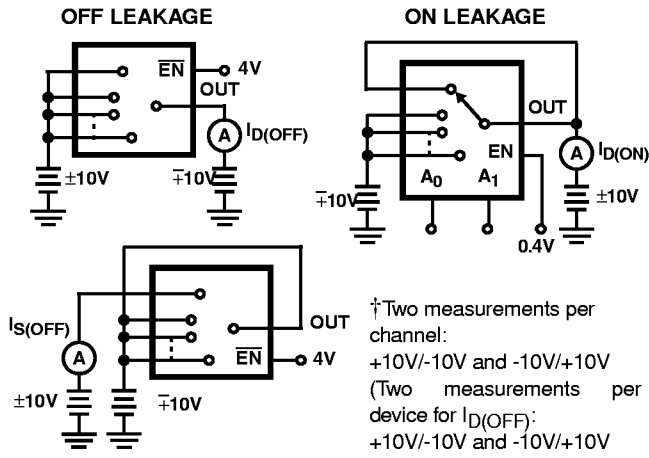 OFF LEAKAGE
E̅N̅
4V
OUT
A
I_D(OFF)
±10V
∓10V
ON LEAKAGE
OUT
EN
A
I_D(ON)
A₀
A₁
∓10V
±10V
0.4V
I_S(OFF)
A
±10V
∓10V
OUT
E̅N̅
4V
†Two measurements per
channel:
+10V/-10V and -10V/+10V
(Two measurements per
device for I_D(OFF):
+10V/-10V and -10V/+10V